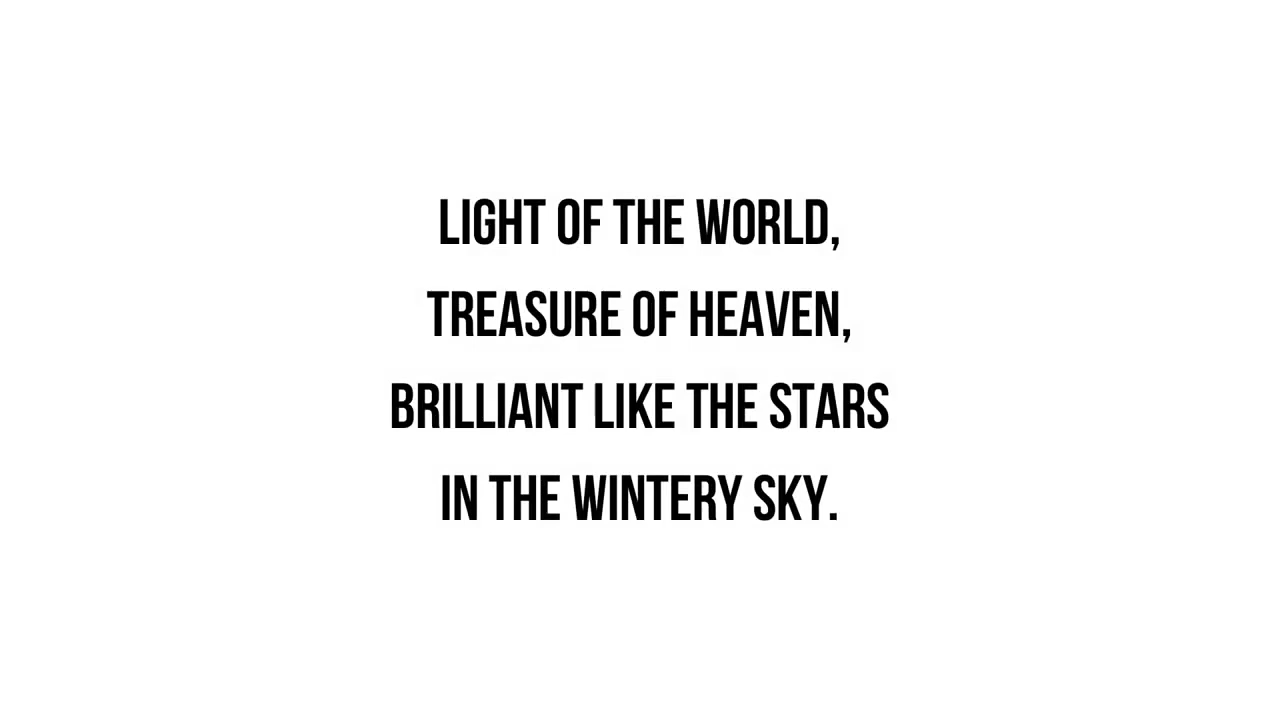 LIGHT OF THE WORLD,
TREASURE OF HEAVEN,
BRILLIANT LIKE THE STARS
IN THE WINTERY SKY.